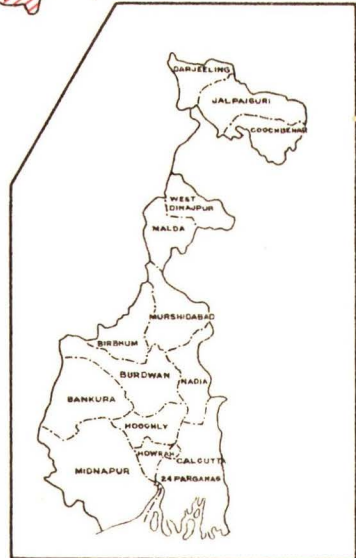 DARJEELING
JALPAIGURI
COOCHBEHAR
WEST
DINAJPUR
MALDA
MURSHIDABAD
BIRBHUM
BURDWAN
NADIA
BANKURA
HOOGHLY
HOWRAH
CALCUTTA
MIDNAPUR
24 PARGANAS